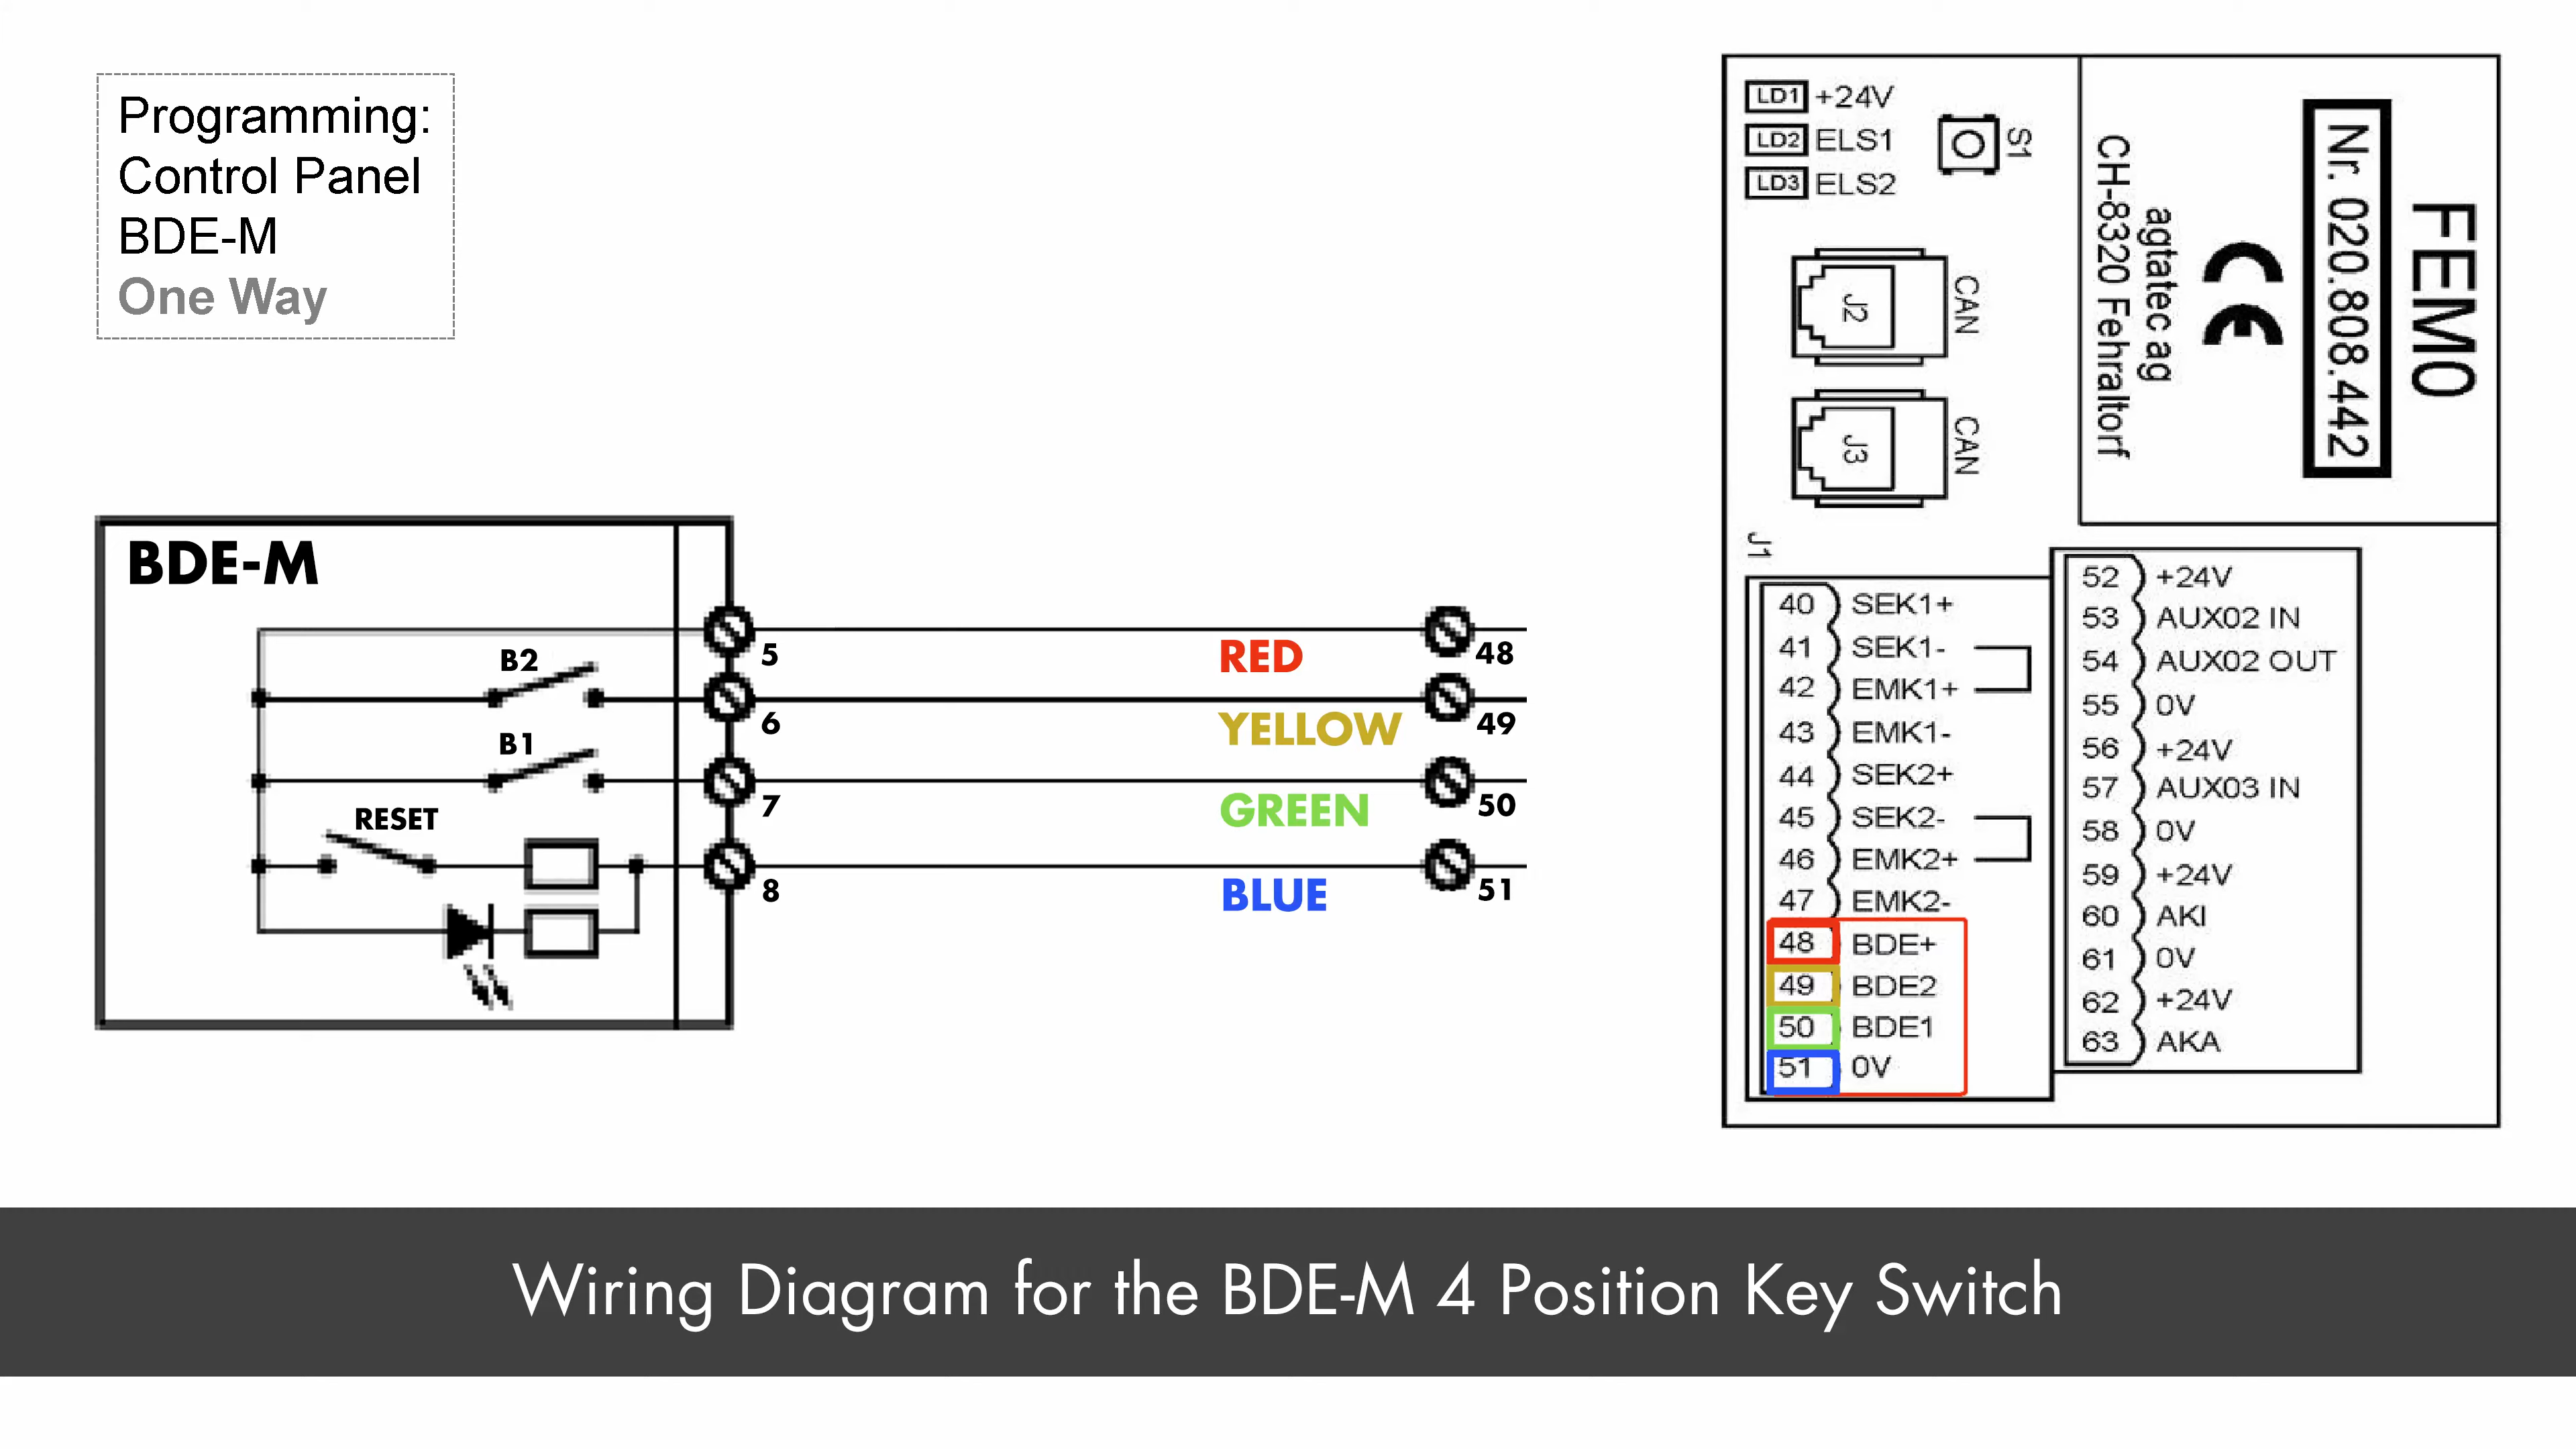 Programming:
Control Panel
BDE-M
One Way
BDE-M
B2
B1
RESET
5
6
7
8
RED
YELLOW
GREEN
BLUE
48
49
50
51
LD1 +24V
LD2 ELS1
LD3 ELS2
S1
J2
CAN
J3
CAN
CH-8320 Fehraltorf
agtatec ag
CE
Nr. 020.808.442
FEM0
J1
40 SEK1+
41 SEK1-
42 EMK1+
43 EMK1-
44 SEK2+
45 SEK2-
46 EMK2+
47 EMK2-
48 BDE+
49 BDE2
50 BDE1
51 0V
52 +24V
53 AUX02 IN
54 AUX02 OUT
55 0V
56 +24V
57 AUX03 IN
58 0V
59 +24V
60 AKI
61 0V
62 +24V
63 AKA
Wiring Diagram for the BDE-M 4 Position Key Switch